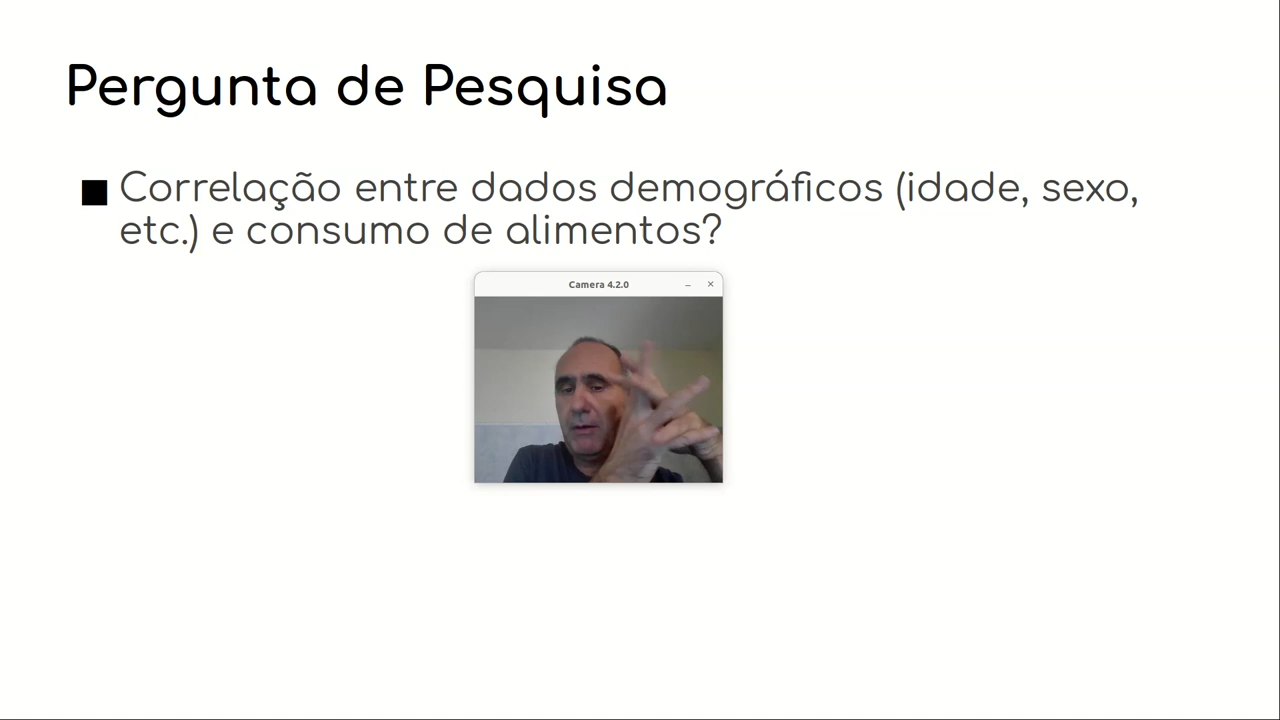 Pergunta de Pesquisa
Correlação entre dados demográficos (idade, sexo,
etc.) e consumo de alimentos?
Camera 4.2.0